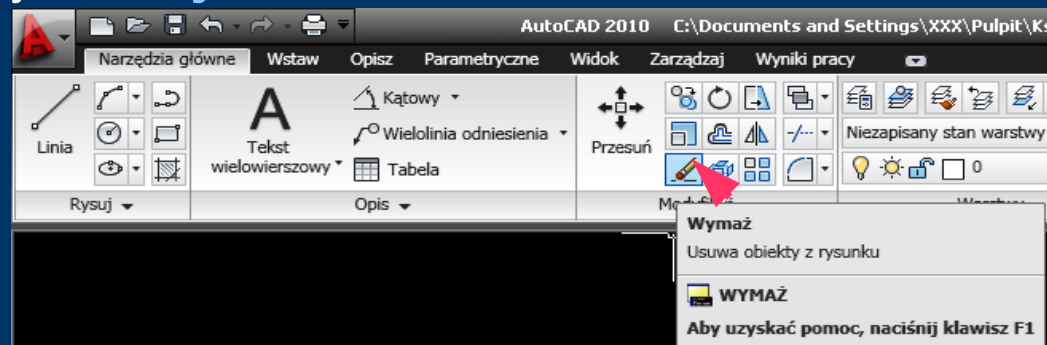 AutoCAD 2010 C:\Documents and Settings\XXX\Pulpit\Ks
Narzędzia główne Wstaw Opisz Parametryczne Widok Zarządzaj Wyniki pracy
Linia
Tekst
wielowierszowy
Kątowy
Wielolinia odniesienia
Tabela
Przesuń
Niezapisany stan warstwy
0
Rysuj Opis
Wymaż
Usuwa obiekty z rysunku
WYMAŻ
Aby uzyskać pomoc, naciśnij klawisz F1